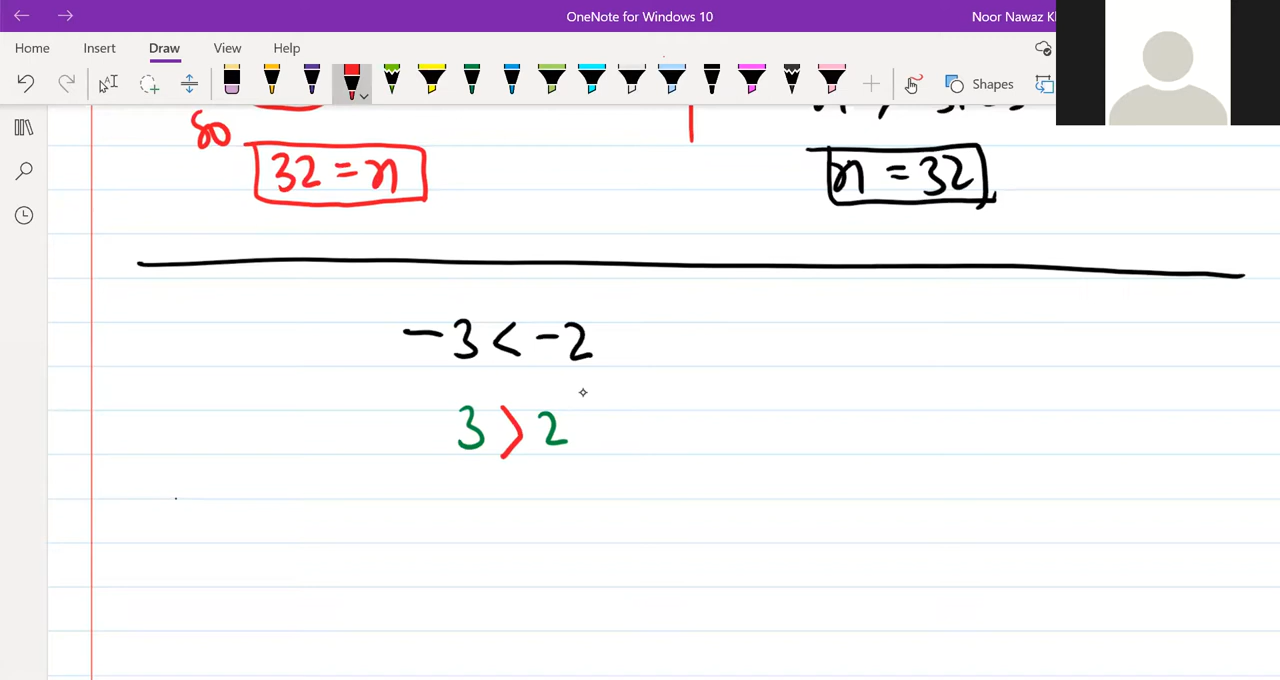 OneNote for Windows 10
Noor Nawaz Kh
Home Insert Draw View Help
Shapes
so
32 = n
n = 32
-3 < -2
3 > 2